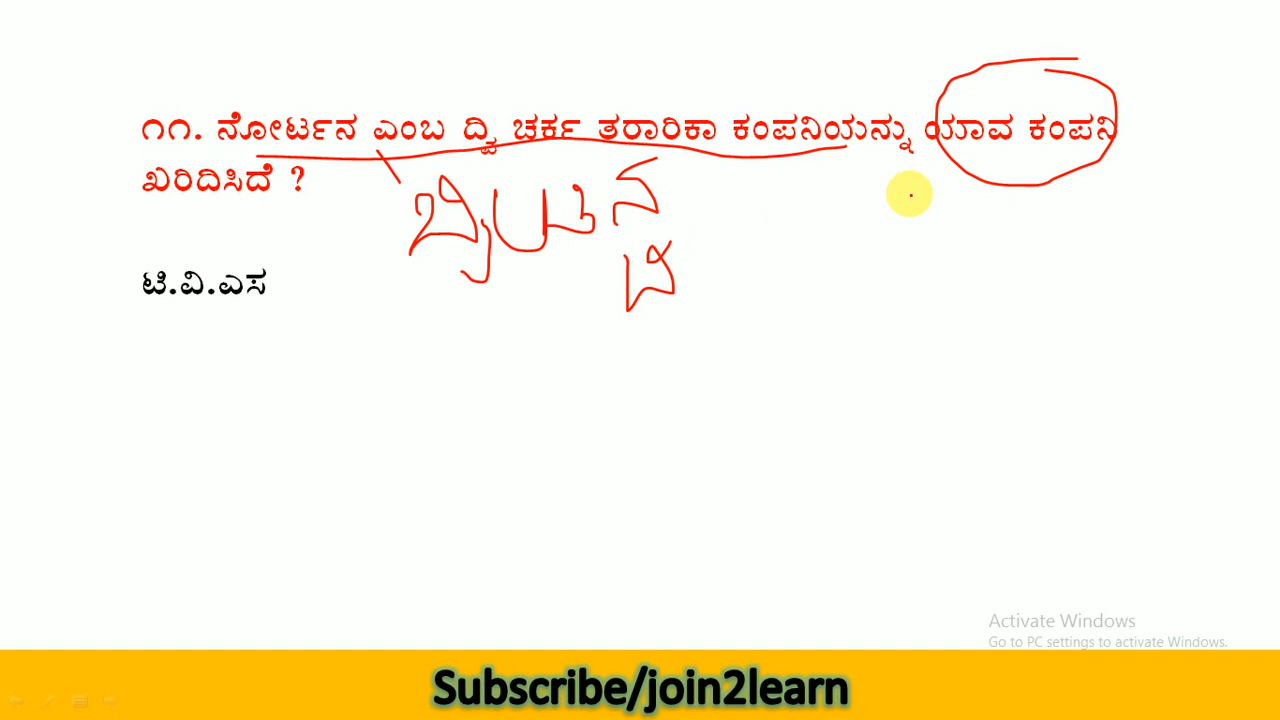 ೧೧. ನೋರ್ಟನ ಎಂಬ ದ್ವಿ ಚರ್ಕ ತರಾರಿಕಾ ಕಂಪನಿಯನ್ನು ಯಾವ ಕಂಪನಿ
ಖರಿದಿಸಿದೆ ?
ಟಿ.ವಿ.ಎಸ
Activate Windows
Go to PC settings to activate Windows.
Subscribe/join2learn